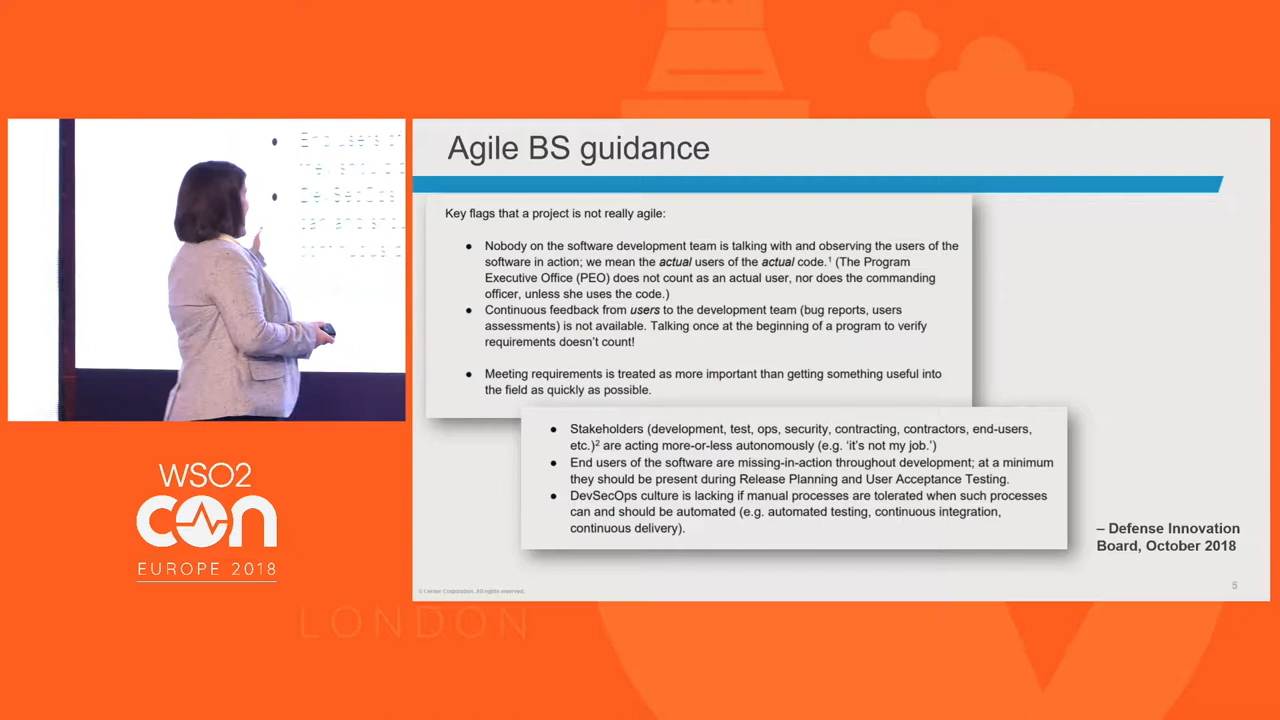 Agile BS guidance
Key flags that a project is not really agile:
● Nobody on the software development team is talking with and observing the users of the
software in action; we mean the actual users of the actual code.¹ (The Program
Executive Office (PEO) does not count as an actual user, nor does the commanding
officer, unless she uses the code.)
● Continuous feedback from users to the development team (bug reports, users
assessments) is not available. Talking once at the beginning of a program to verify
requirements doesn't count!
● Meeting requirements is treated as more important than getting something useful into
the field as quickly as possible.
● Stakeholders (development, test, ops, security, contracting, contractors, end-users,
etc.)² are acting more-or-less autonomously (e.g. 'it's not my job.')
● End users of the software are missing-in-action throughout development; at a minimum
they should be present during Release Planning and User Acceptance Testing.
● DevSecOps culture is lacking if manual processes are tolerated when such processes
can and should be automated (e.g. automated testing, continuous integration,
continuous delivery).
– Defense Innovation
Board, October 2018
© Cerner Corporation. All rights reserved.
5
WSO2
con
EUROPE 2018
LONDON